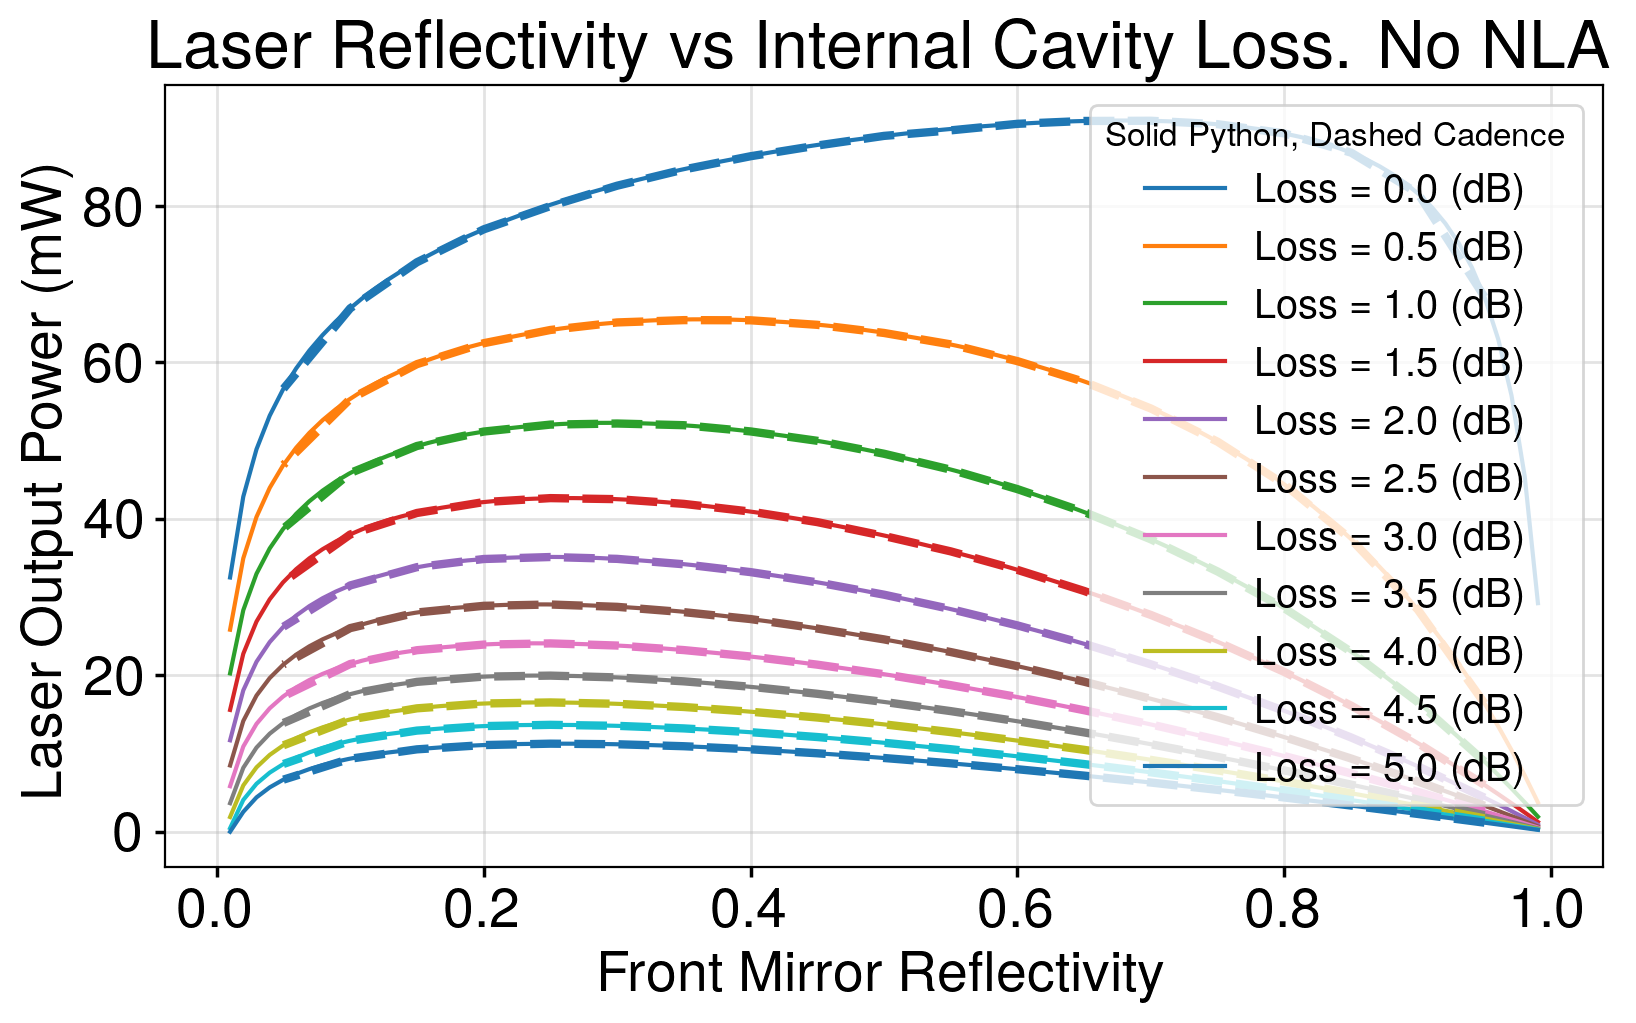 Laser Reflectivity vs Internal Cavity Loss. No NLA
Laser Output Power (mW)
80
60
40
20
0
Solid Python, Dashed Cadence
Loss = 0.0 (dB)
Loss = 0.5 (dB)
Loss = 1.0 (dB)
Loss = 1.5 (dB)
Loss = 2.0 (dB)
Loss = 2.5 (dB)
Loss = 3.0 (dB)
Loss = 3.5 (dB)
Loss = 4.0 (dB)
Loss = 4.5 (dB)
Loss = 5.0 (dB)
0.0 0.2 0.4 0.6 0.8 1.0
Front Mirror Reflectivity